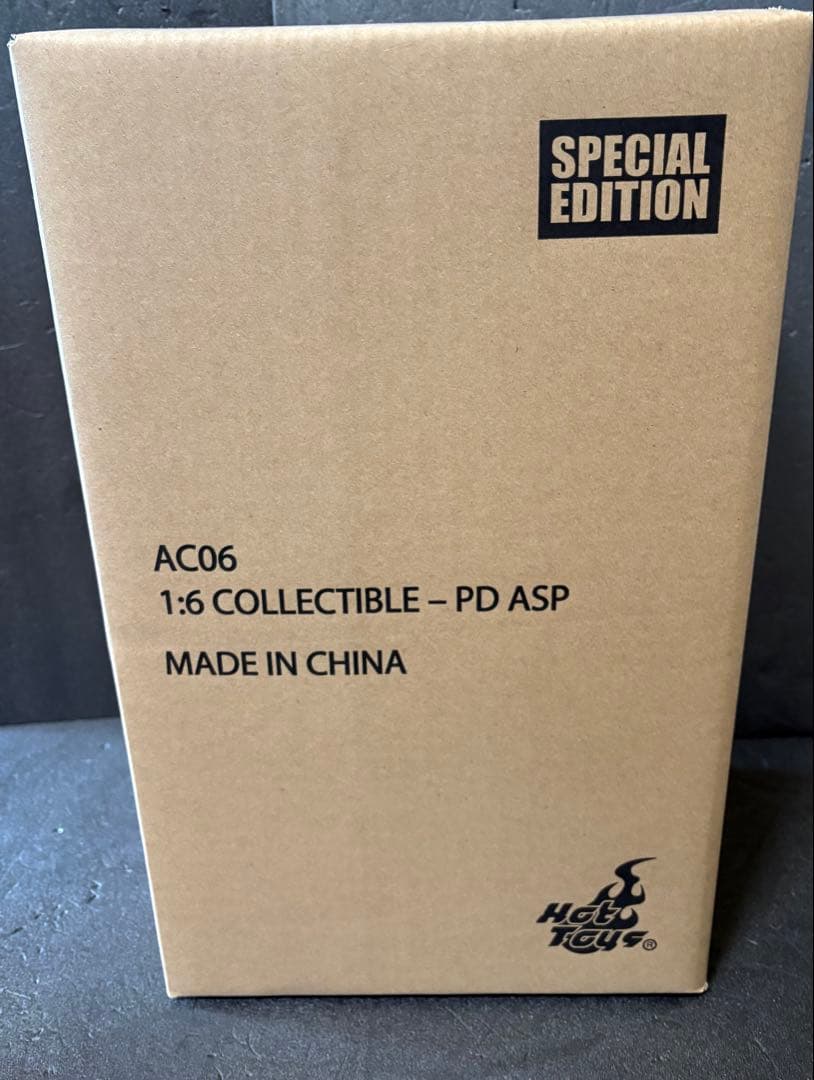 SPECIAL
EDITION
AC06
1:6 COLLECTIBLE – PD ASP
MADE IN CHINA
Hot
Toys®